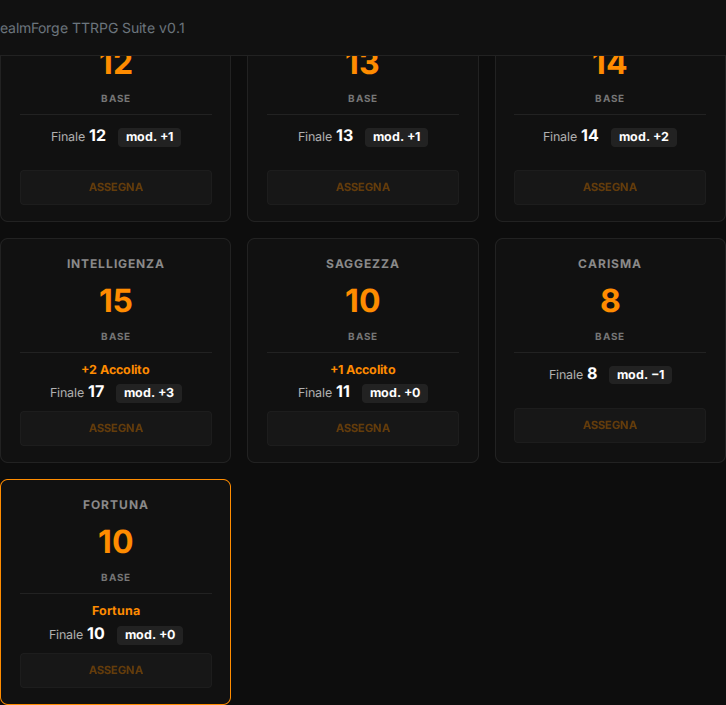 ealmForge TTRPG Suite v0.1
12 13 14
BASE BASE BASE
Finale 12 mod. +1 Finale 13 mod. +1 Finale 14 mod. +2
ASSEGNA ASSEGNA ASSEGNA
INTELLIGENZA SAGGEZZA CARISMA
15 10 8
BASE BASE BASE
+2 Accolito +1 Accolito
Finale 17 mod. +3 Finale 11 mod. +0 Finale 8 mod. −1
ASSEGNA ASSEGNA ASSEGNA
FORTUNA
10
BASE
Fortuna
Finale 10 mod. +0
ASSEGNA